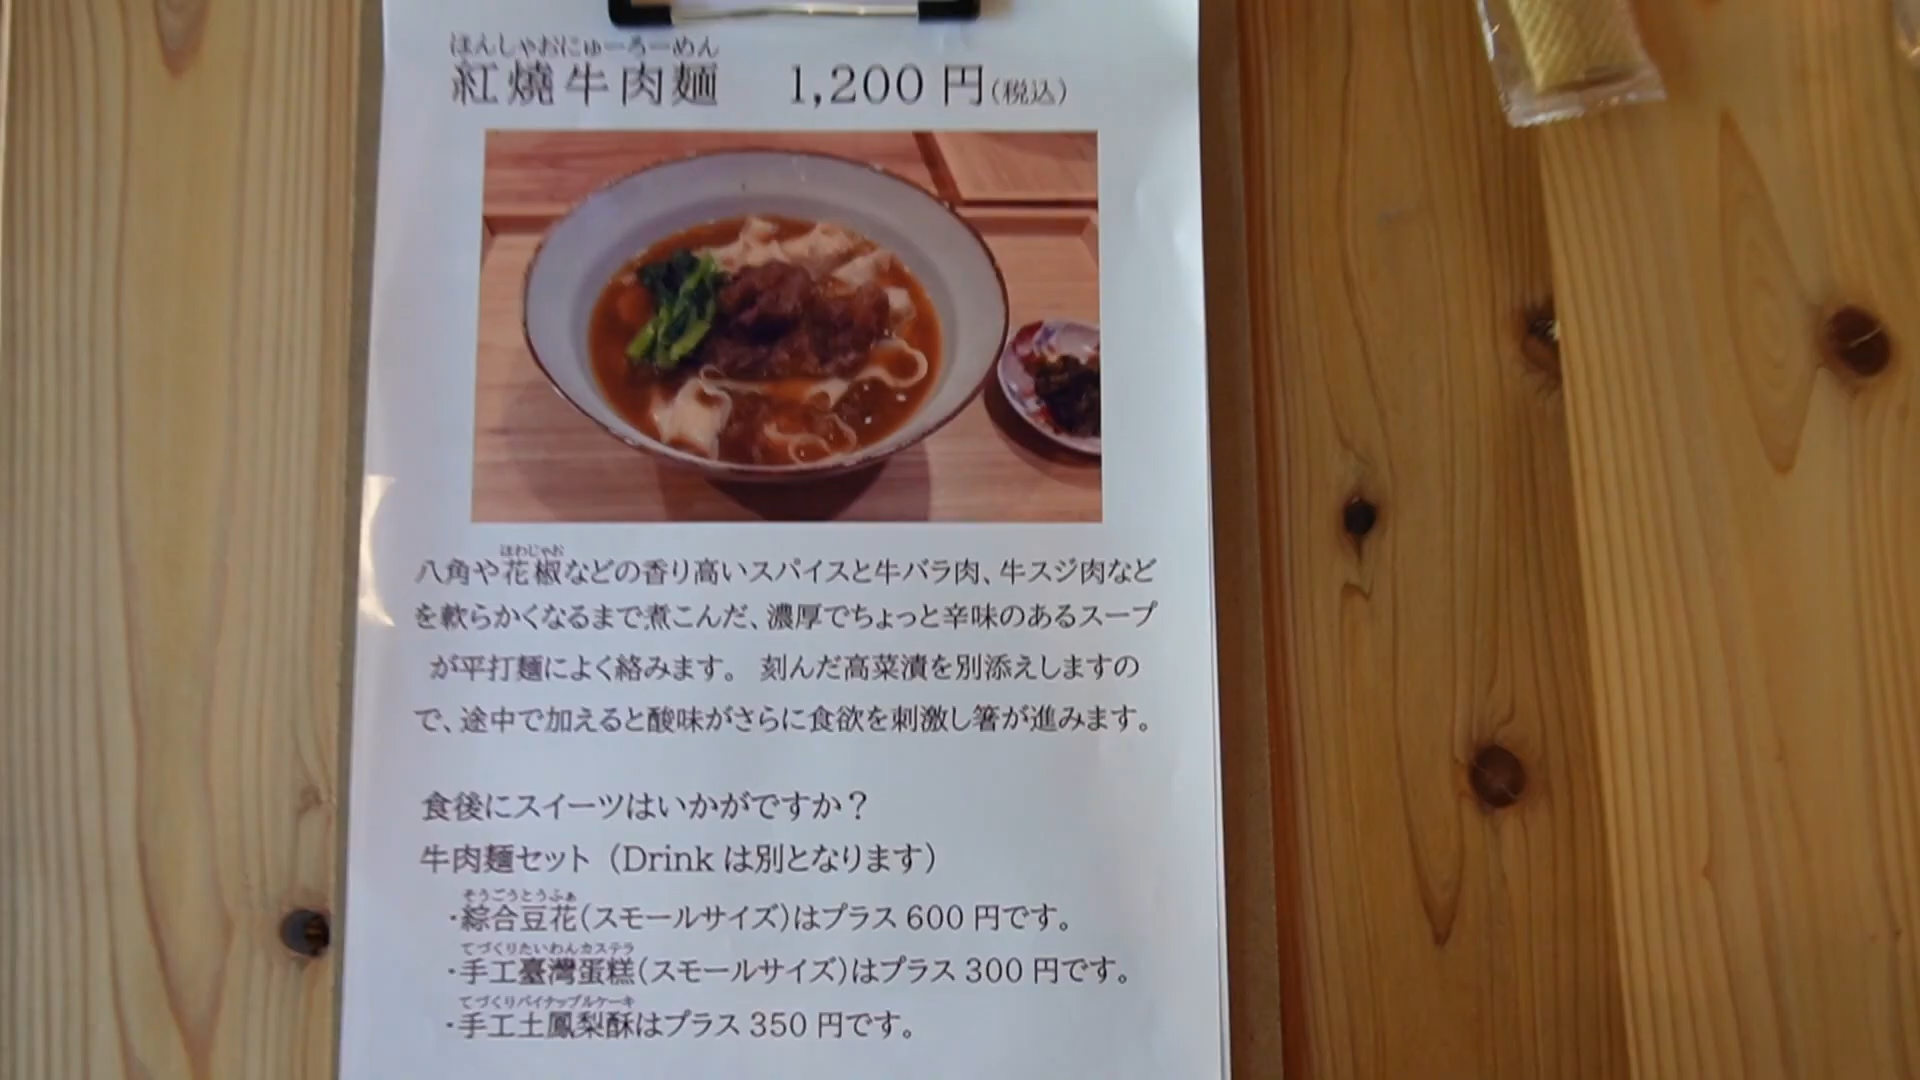 ほんしゃおにゅーろーめん
紅燒牛肉麺 1,200 円(税込)
ほわじゃお
八角や花椒などの香り高いスパイスと牛バラ肉、牛スジ肉など
を軟らかくなるまで煮こんだ、濃厚でちょっと辛味のあるスープ
が平打麺によく絡みます。 刻んだ高菜漬を別添えしますの
で、途中で加えると酸味がさらに食欲を刺激し箸が進みます。
食後にスイーツはいかがですか？
牛肉麺セット（Drink は別となります）
そうごうとうふぁ
・綜合豆花(スモールサイズ)はプラス 600 円です。
てづくりたいわんカステラ
・手工臺灣蛋糕(スモールサイズ)はプラス 300 円です。
てづくりパイナップルケーキ
・手工土鳳梨酥はプラス 350 円です。